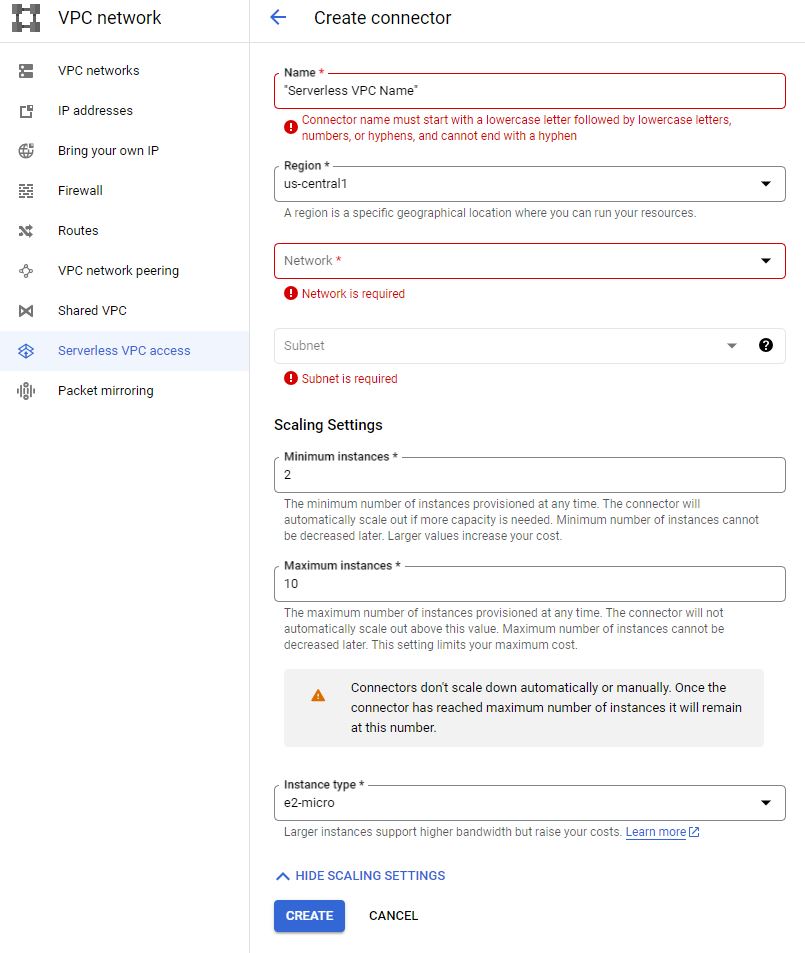 VPC network
Create connector
VPC networks
IP addresses
Bring your own IP
Firewall
Routes
VPC network peering
Shared VPC
Serverless VPC access
Packet mirroring
Name *
"Serverless VPC Name"
Connector name must start with a lowercase letter followed by lowercase letters,
numbers, or hyphens, and cannot end with a hyphen
Region *
us-central1
A region is a specific geographical location where you can run your resources.
Network *
Network is required
Subnet
Subnet is required
Scaling Settings
Minimum instances *
2
The minimum number of instances provisioned at any time. The connector will
automatically scale out if more capacity is needed. Minimum number of instances cannot
be decreased later. Larger values increase your cost.
Maximum instances *
10
The maximum number of instances provisioned at any time. The connector will not
automatically scale out above this value. Maximum number of instances cannot be
decreased later. This setting limits your maximum cost.
Connectors don't scale down automatically or manually. Once the
connector has reached maximum number of instances it will remain
at this number.
Instance type *
e2-micro
Larger instances support higher bandwidth but raise your costs. Learn more
HIDE SCALING SETTINGS
CREATE CANCEL